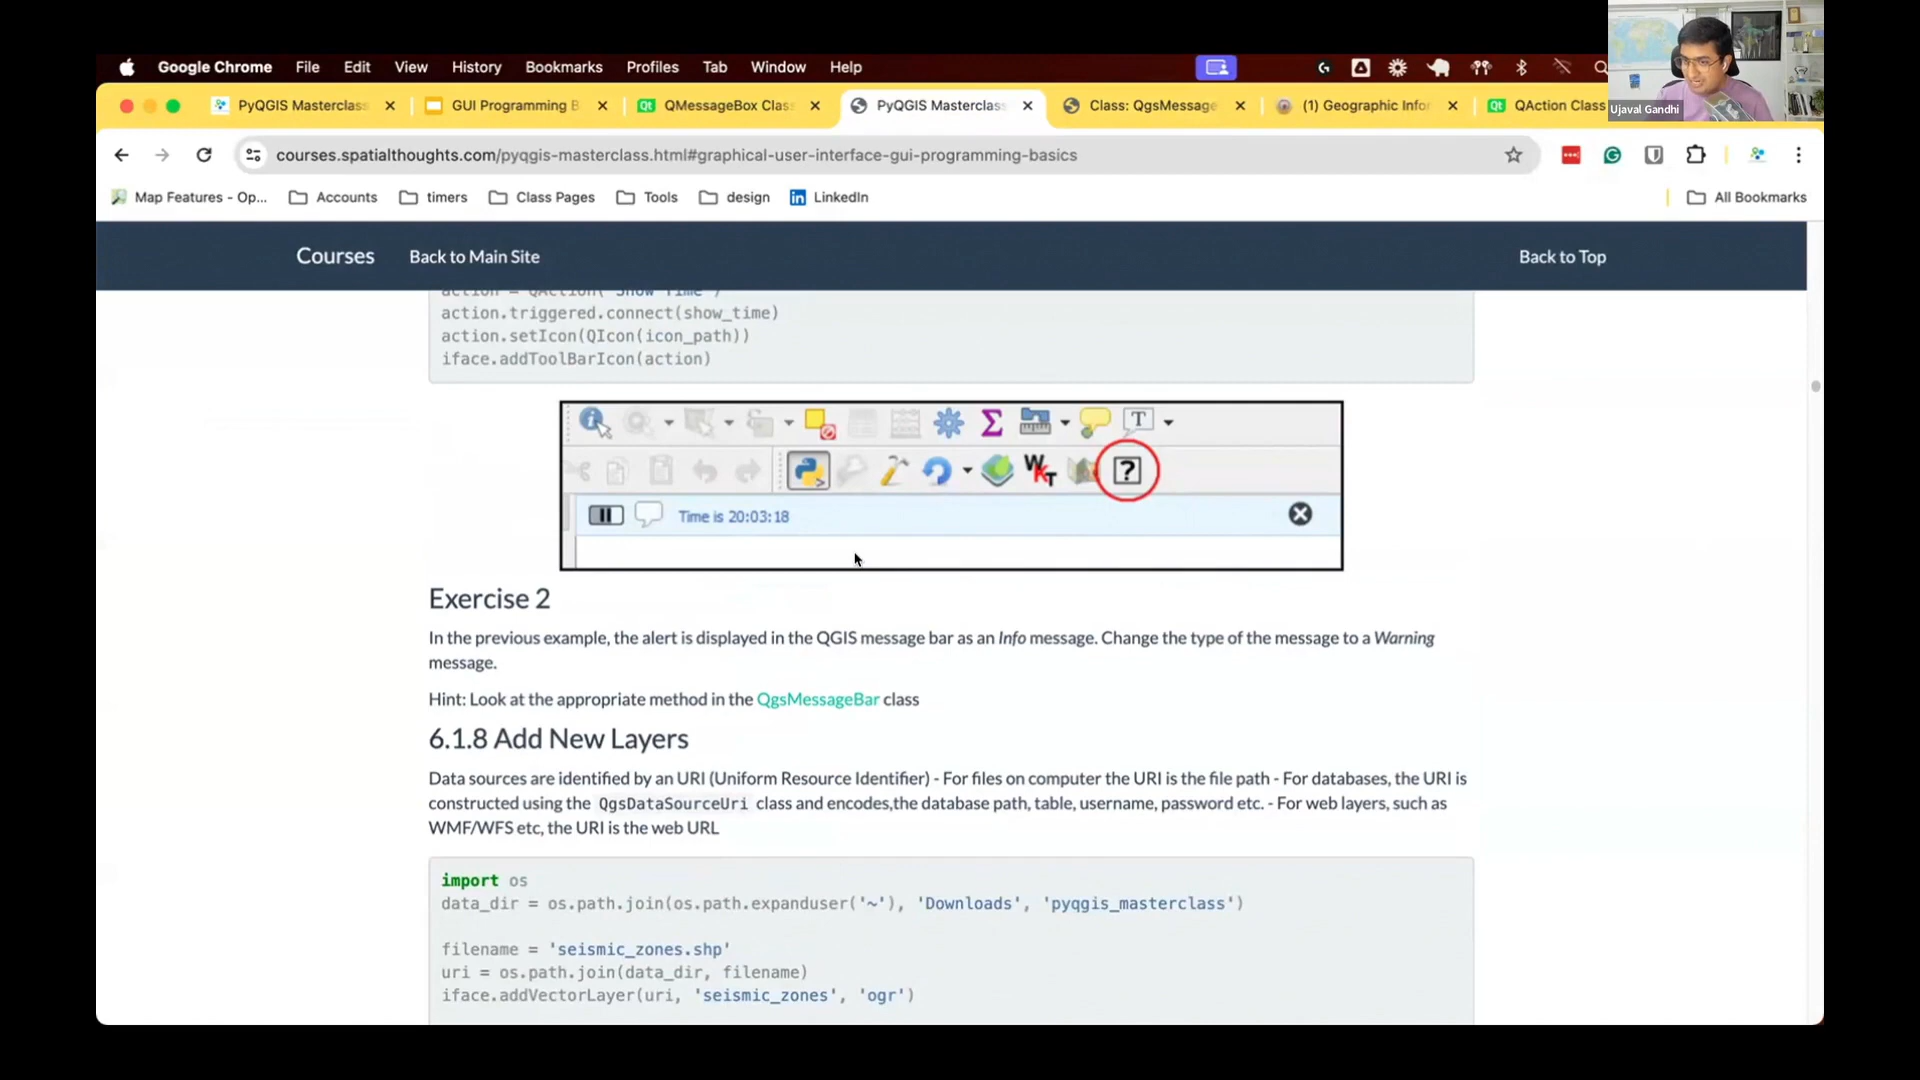 Google Chrome File Edit View History Bookmarks Profiles Tab Window Help
PyQGIS Masterclass GUI Programming B QMessageBox Clas PyQGIS Masterclass Class: QgsMessage (1) Geographic Infor QAction Class
Ujaval Gandhi
courses.spatialthoughts.com/pyqgis-masterclass.html#graphical-user-interface-gui-programming-basics
Map Features - Op... Accounts timers Class Pages Tools design LinkedIn All Bookmarks
Courses Back to Main Site Back to Top
action = QAction('Show Time')
action.triggered.connect(show_time)
action.setIcon(QIcon(icon_path))
iface.addToolBarIcon(action)
T
WKT ?
Time is 20:03:18
Exercise 2
In the previous example, the alert is displayed in the QGIS message bar as an Info message. Change the type of the message to a Warning
message.
Hint: Look at the appropriate method in the QgsMessageBar class
6.1.8 Add New Layers
Data sources are identified by an URI (Uniform Resource Identifier) - For files on computer the URI is the file path - For databases, the URI is
constructed using the QgsDataSourceUri class and encodes,the database path, table, username, password etc. - For web layers, such as
WMF/WFS etc, the URI is the web URL
import os
data_dir = os.path.join(os.path.expanduser('~'), 'Downloads', 'pyqgis_masterclass')
filename = 'seismic_zones.shp'
uri = os.path.join(data_dir, filename)
iface.addVectorLayer(uri, 'seismic_zones', 'ogr')